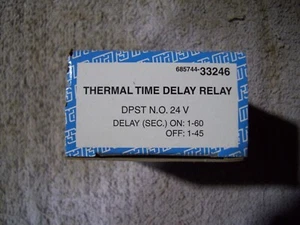 685744-33246
THERMAL TIME DELAY RELAY
DPST N.O. 24 V
DELAY (SEC.) ON: 1-60
OFF: 1-45